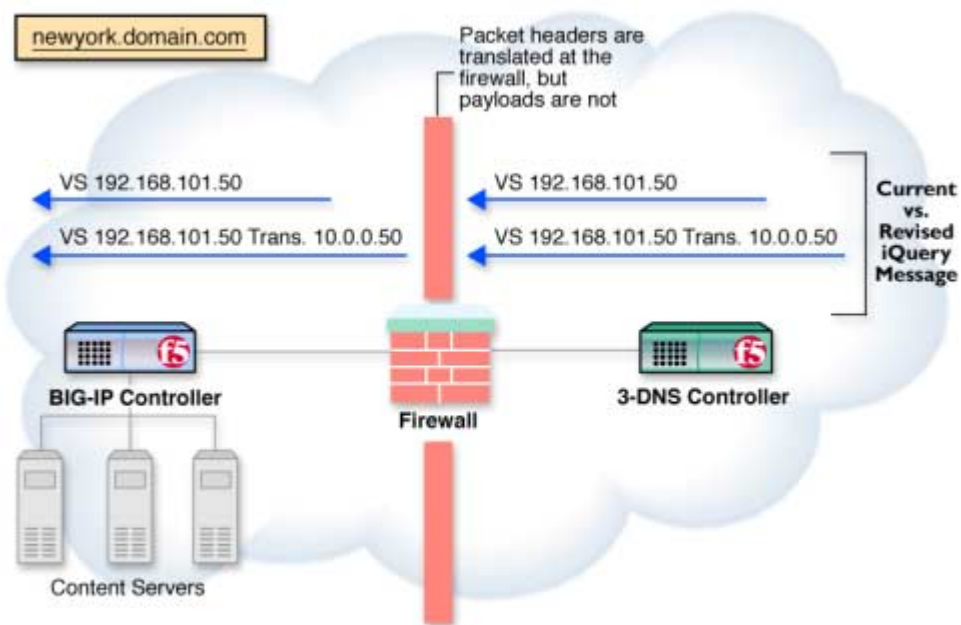 newyork.domain.com
Packet headers are
translated at the
firewall, but
payloads are not
VS 192.168.101.50
VS 192.168.101.50
VS 192.168.101.50 Trans. 10.0.0.50
VS 192.168.101.50 Trans. 10.0.0.50
Current
vs.
Revised
iQuery
Message
f5
f5
BIG-IP Controller
Firewall
3-DNS Controller
Content Servers